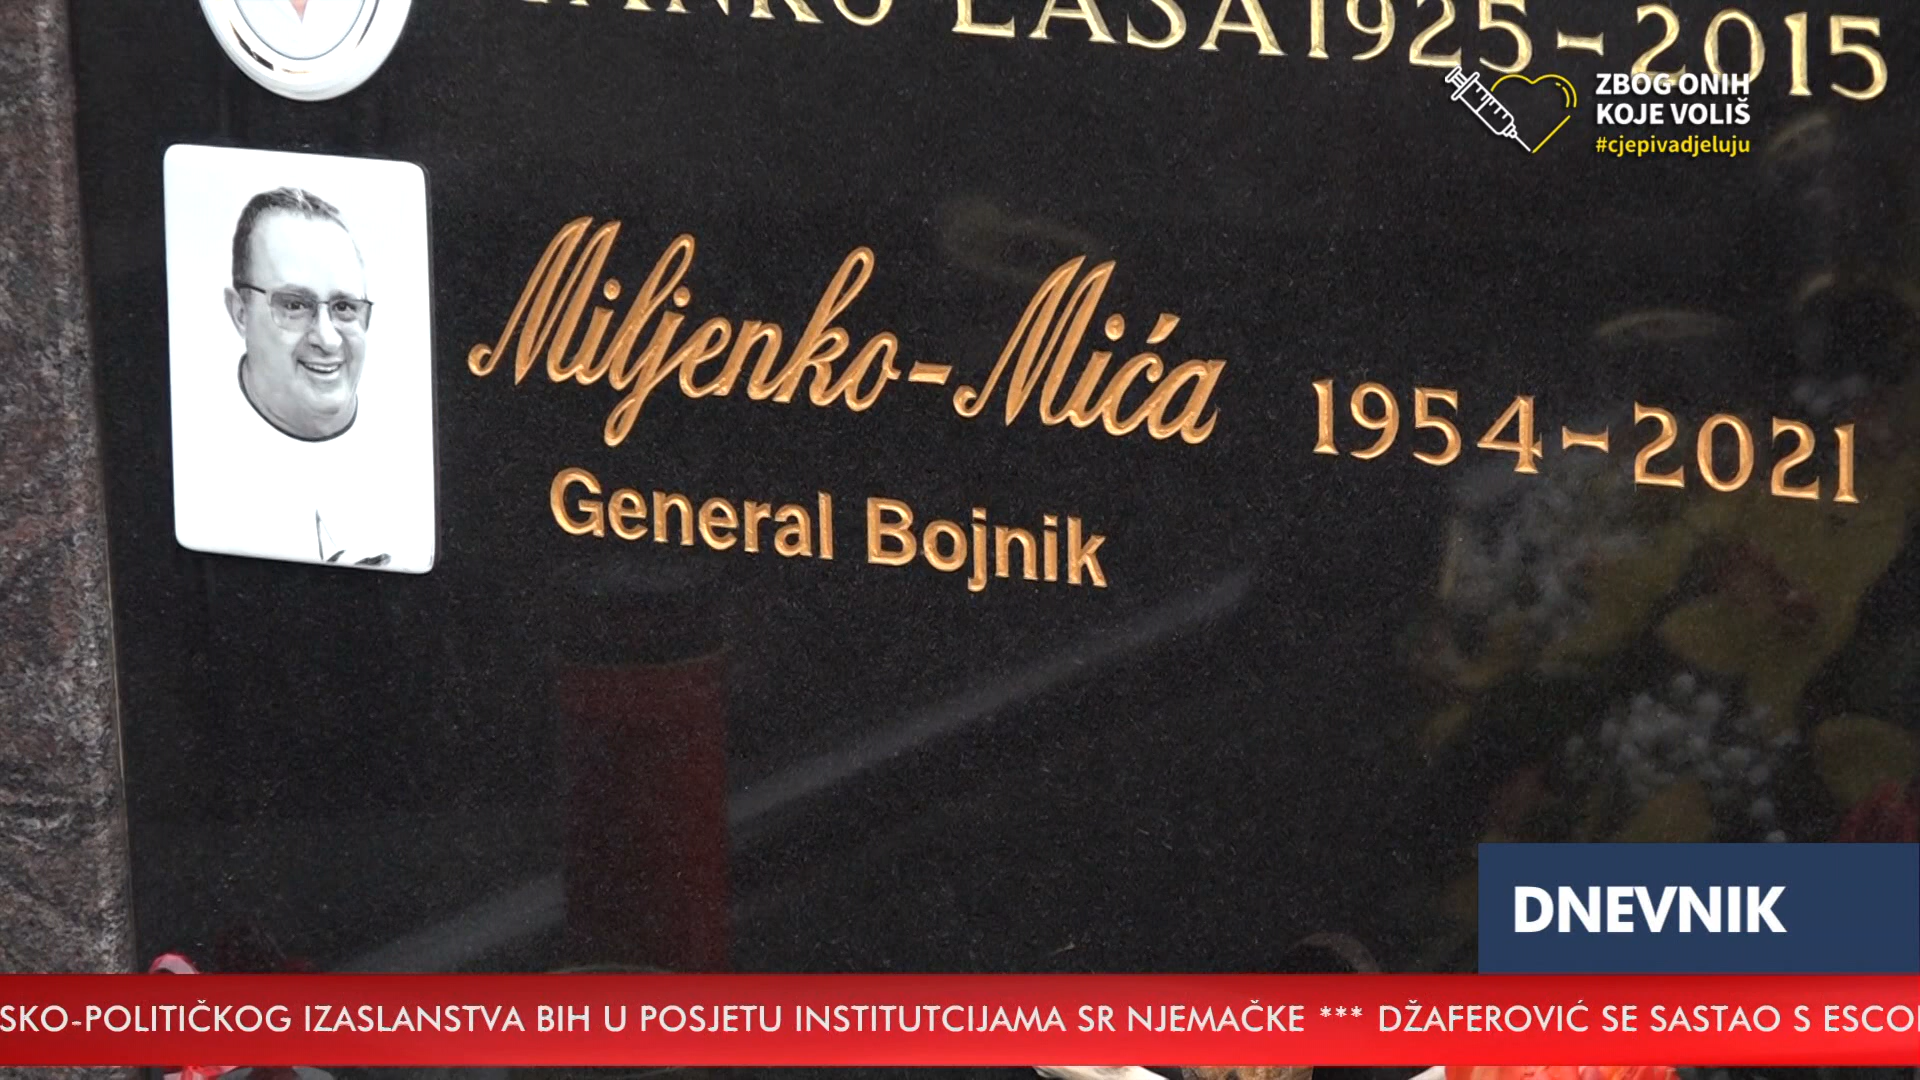 LASA 1925-2015
ZBOG ONIH
KOJE VOLIŠ
#cjepivadjeluju
Miljenko-Mića 1954-2021
General Bojnik
DNEVNIK
SKO-POLITIČKOG IZASLANSTVA BIH U POSJETU INSTITUTCIJAMA SR NJEMAČKE *** DŽAFEROVIĆ SE SASTAO S